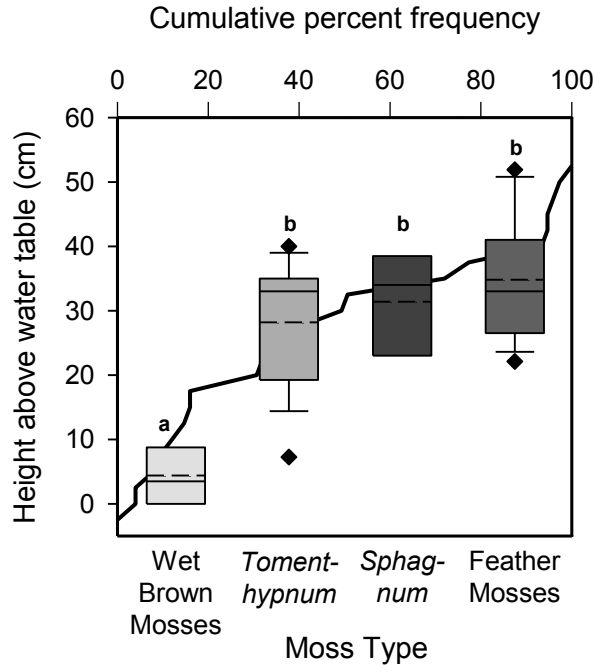 Cumulative percent frequency
0 20 40 60 80 100
Height above water table (cm)
60
50
40
30
20
10
0
a
b
b
b
Wet
Brown
Mosses
Toment-
hypnum
Sphag-
num
Feather
Mosses
Moss Type